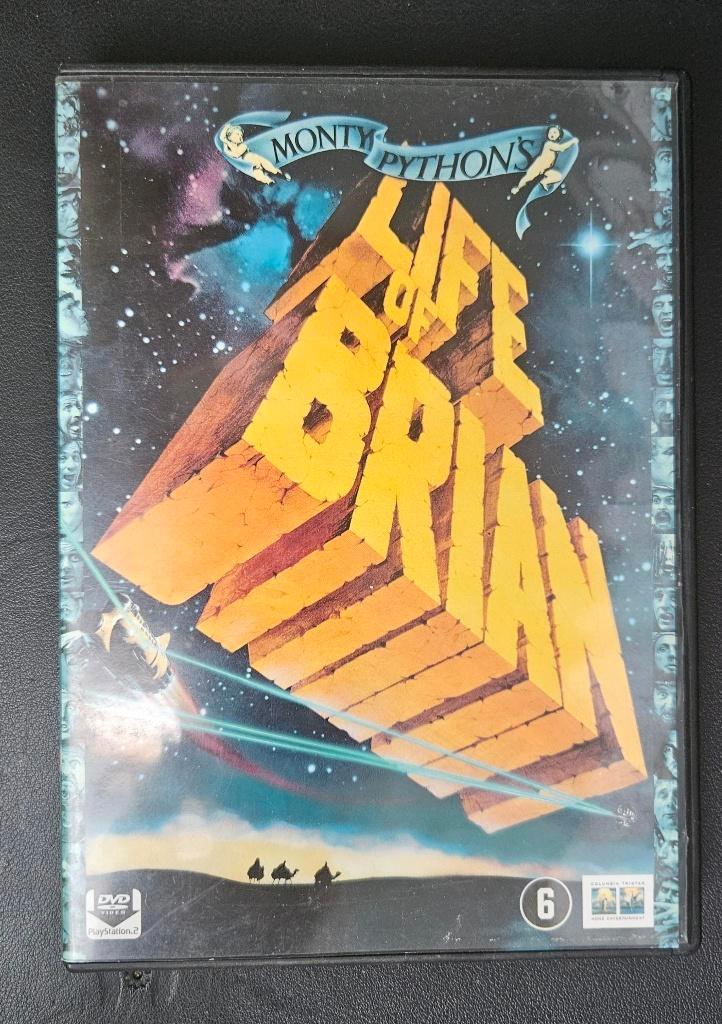 MONTY PYTHON'S
LIFE
OF
BRIAN
DVD
VIDEO
PlayStation.2
6
COLUMBIA TRISTAR
HOME ENTERTAINMENT